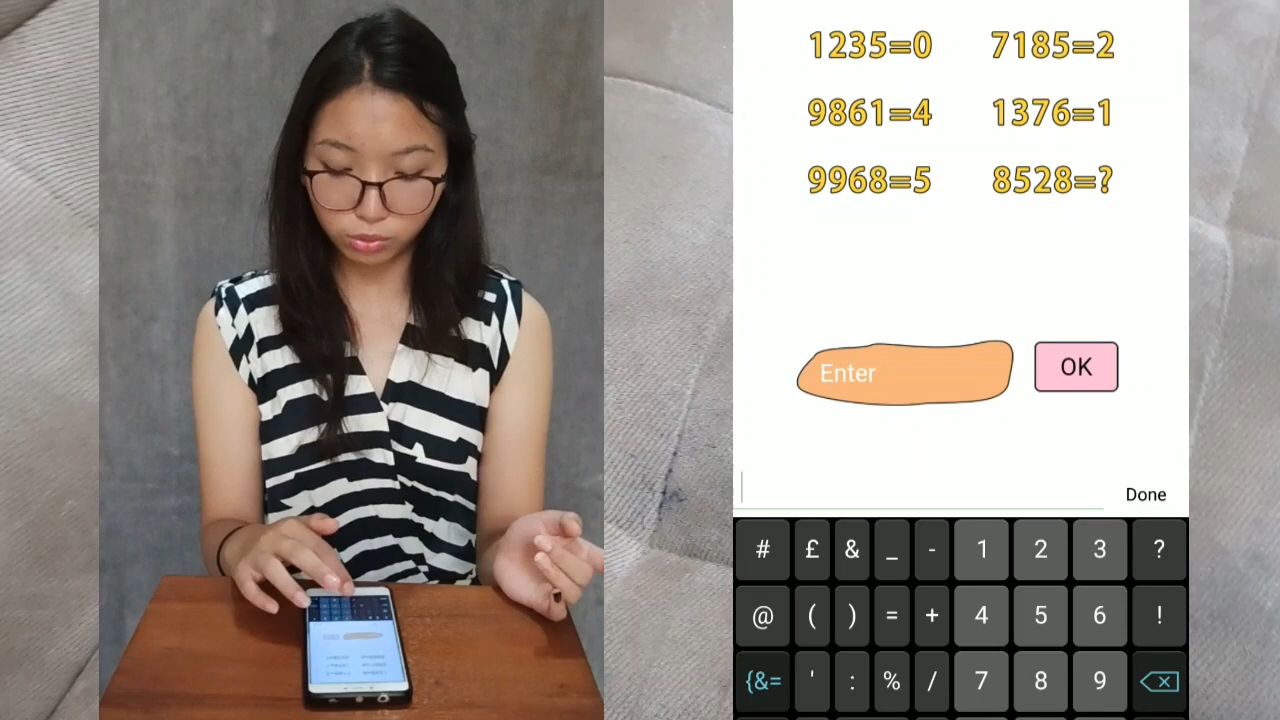 1235=0 7185=2
9861=4 1376=1
9968=5 8528=?
Enter OK
Done
# £ & _ - 1 2 3 ?
@ ( ) = + 4 5 6 !
{&= ' : % / 7 8 9